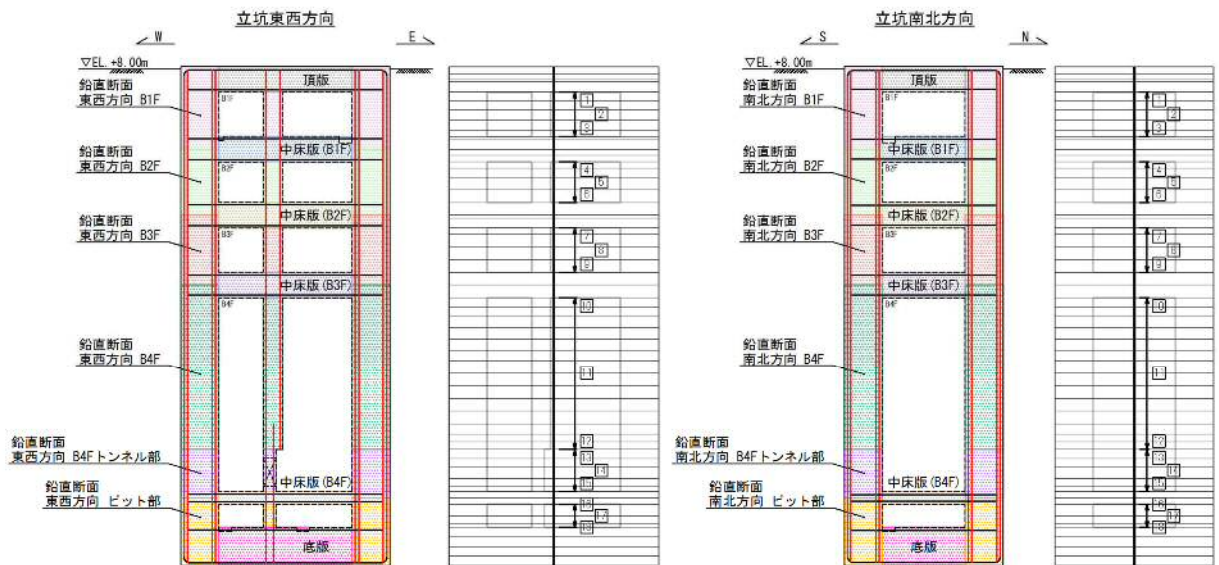 立坑東西方向
W
E
▽EL.+8.00m
頂版
鉛直断面
東西方向 B1F
B1F
中床版(B1F)
鉛直断面
東西方向 B2F
B2F
中床版(B2F)
鉛直断面
東西方向 B3F
B3F
中床版(B3F)
B4F
鉛直断面
東西方向 B4F
鉛直断面
東西方向 B4Fトンネル部
中床版(B4F)
鉛直断面
東西方向 ピット部
底版
1
2
3
4
5
6
7
8
9
10
11
12
13
14
15
16
17
18
立坑南北方向
S
N
▽EL.+8.00m
頂版
鉛直断面
南北方向 B1F
B1F
中床版(B1F)
鉛直断面
南北方向 B2F
B2F
中床版(B2F)
鉛直断面
南北方向 B3F
B3F
中床版(B3F)
B4F
鉛直断面
南北方向 B4F
鉛直断面
南北方向 B4Fトンネル部
中床版(B4F)
鉛直断面
南北方向 ピット部
底版
1
2
3
4
5
6
7
8
9
10
11
12
13
14
15
16
17
18